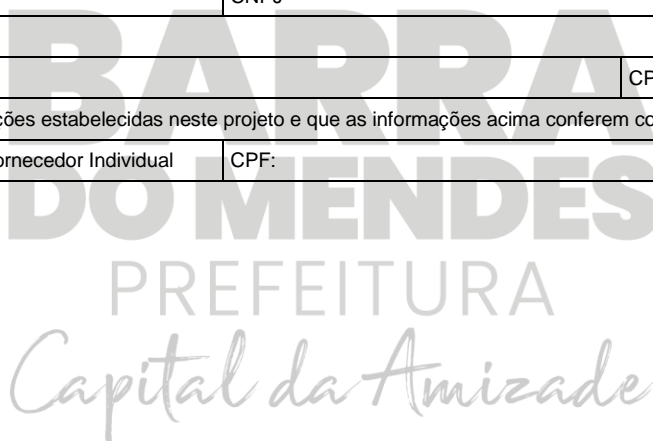 CNPJ
BARRA
CP
ções estabelecidas neste projeto e que as informações acima conferem co
ornecedor Individual CPF:
DO MENDES
PREFEITURA
Capital da Amizade